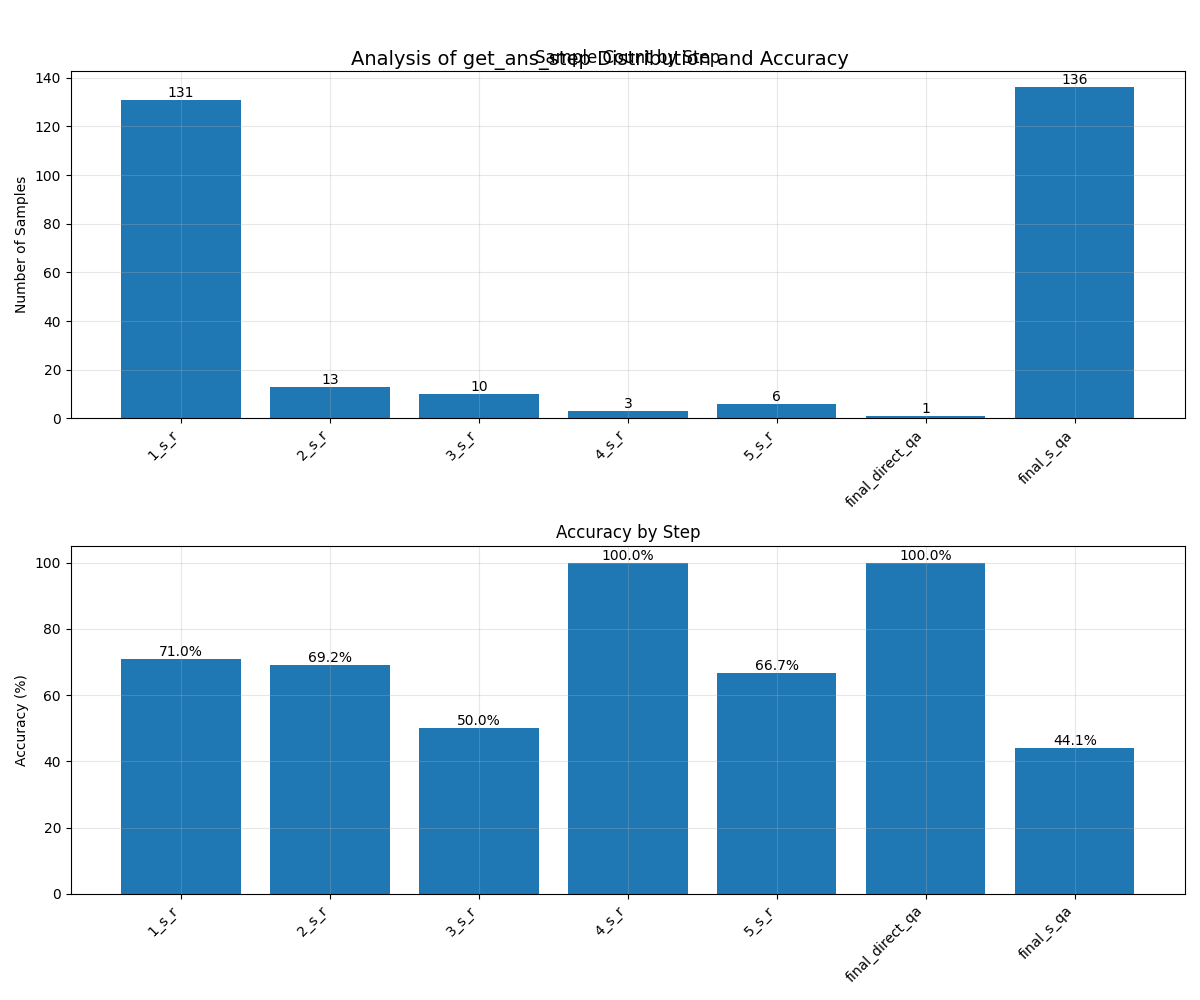 Analysis of get_ans_step Distribution and Accuracy
Sample Count by Step
Number of Samples
140
120
100
80
60
40
20
0
131
13
10
3
6
1
136
1_s_r
2_s_r
3_s_r
4_s_r
5_s_r
final_direct_qa
final_s_qa
Accuracy by Step
Accuracy (%)
100
80
60
40
20
0
71.0%
69.2%
50.0%
100.0%
66.7%
100.0%
44.1%
1_s_r
2_s_r
3_s_r
4_s_r
5_s_r
final_direct_qa
final_s_qa